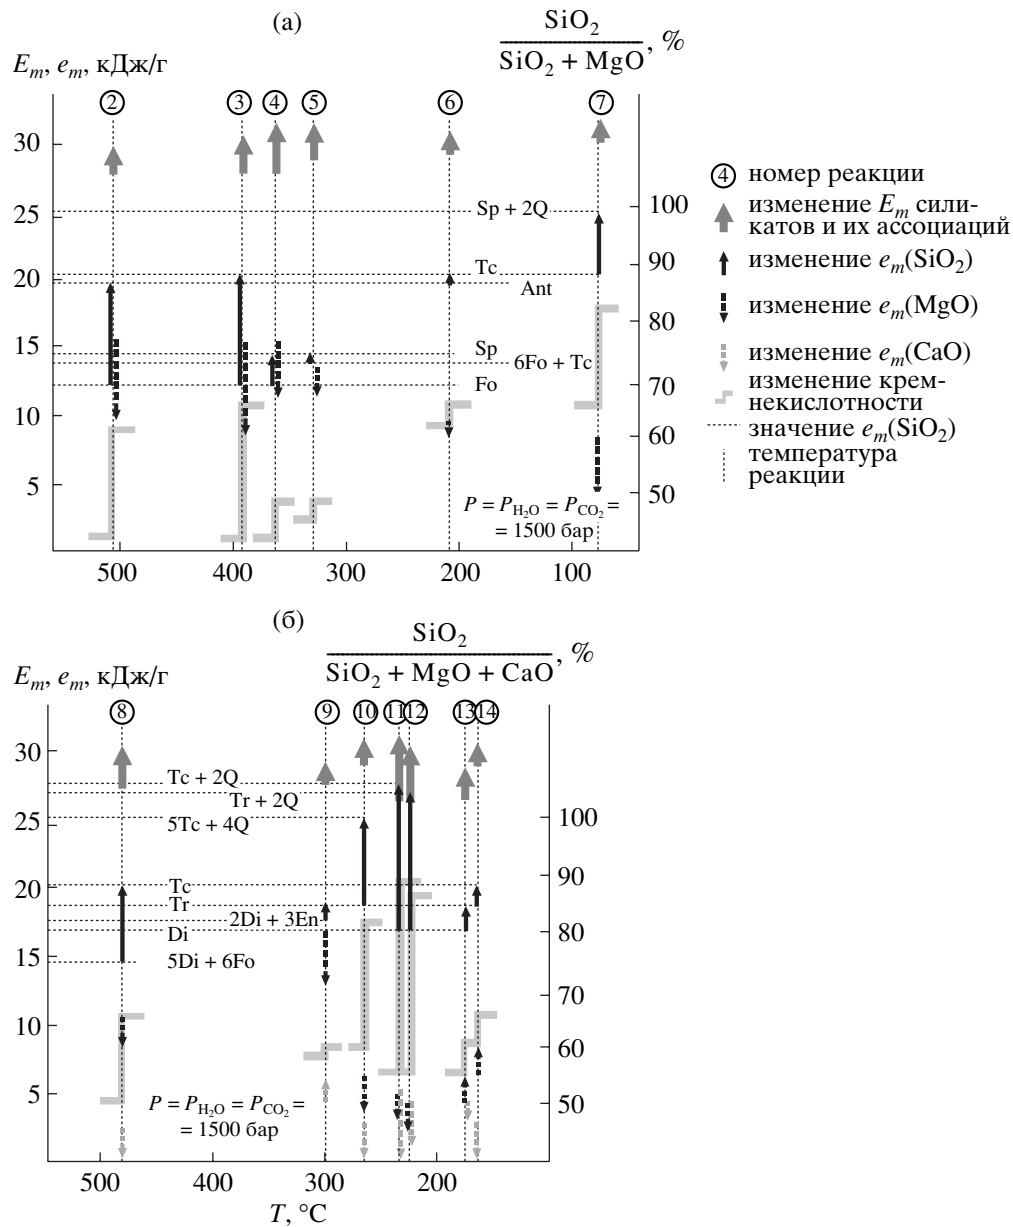 (а)
SiO2
SiO2 + MgO, %
Em, em, кДж/г
2
3
4
5
6
7
30
25
20
15
10
5
Sp + 2Q
Tc
Ant
Sp
6Fo + Tc
Fo
100
90
80
70
60
50
P = PH2O = PCO2 =
= 1500 бар
500
400
300
200
100
4 номер реакции
изменение Em сили-
катов и их ассоциаций
изменение em(SiO2)
изменение em(MgO)
изменение em(CaO)
изменение крем-
некислотности
значение em(SiO2)
температура
реакции
(б)
SiO2
SiO2 + MgO + CaO, %
Em, em, кДж/г
8
9
10
11
12
13
14
30
25
20
15
10
5
Tc + 2Q
Tr + 2Q
5Tc + 4Q
Tc
Tr
2Di + 3En
Di
5Di + 6Fo
100
90
80
70
60
50
P = PH2O = PCO2 =
= 1500 бар
500
400
300
200
T, °C